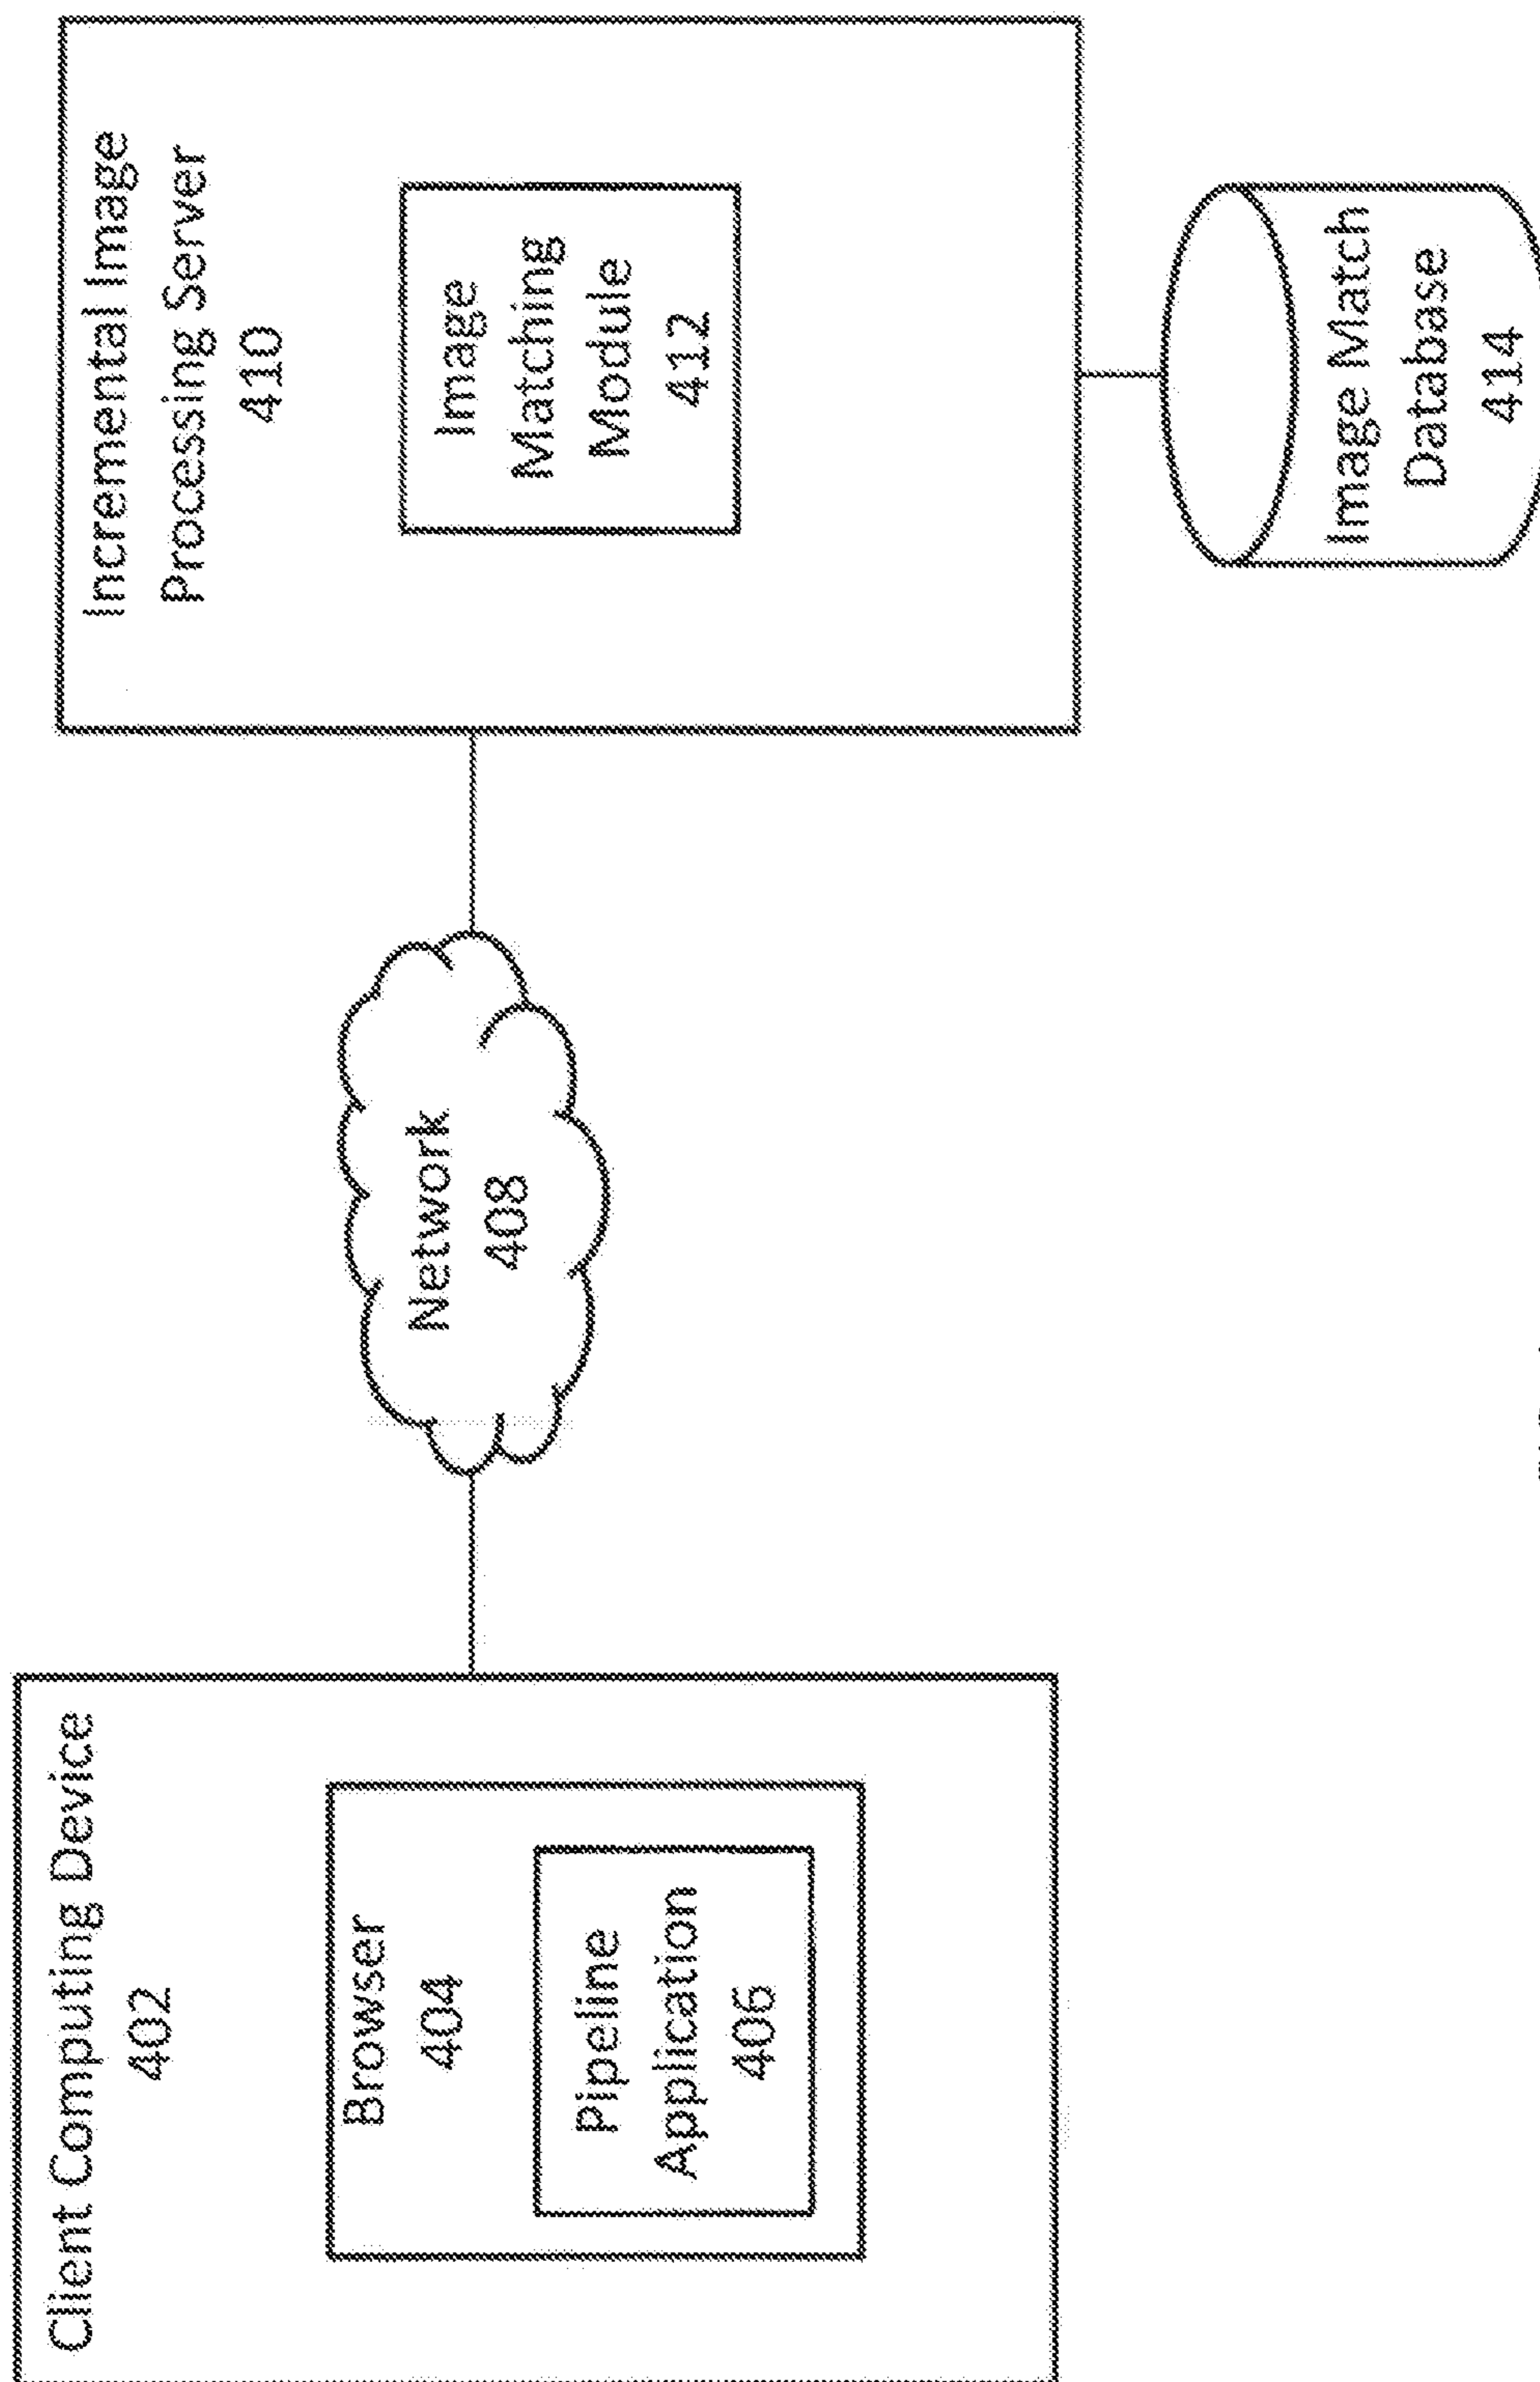 Client Computing Device
402
Browser
404
Pipeline
Application
406
Network
408
Incremental Image
Processing Server
410
Image
Matching
Module
412
Image Match
Database
414